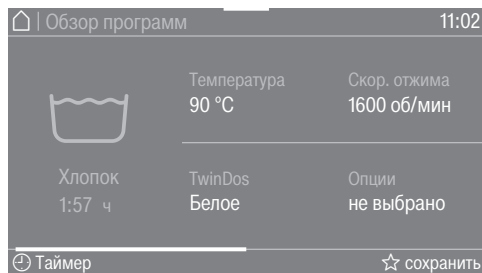 | Обзор программ 11:02
Температура Скор. отжима
90 °C 1600 об/мин
Хлопок TwinDos Опции
1:57 ч Белое не выбрано
Таймер сохранить